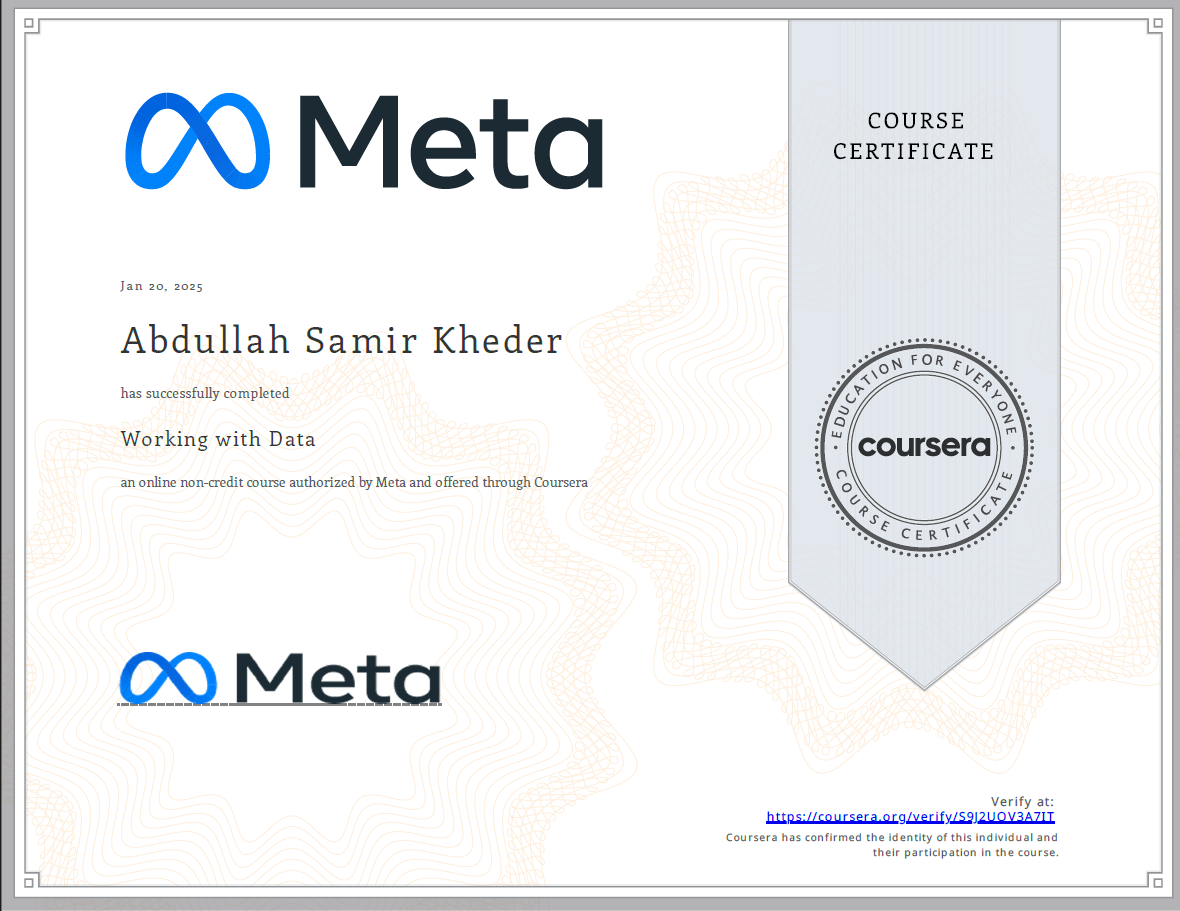 Meta
COURSE
CERTIFICATE
Jan 20, 2025
Abdullah Samir Kheder
has successfully completed
Working with Data
an online non-credit course authorized by Meta and offered through Coursera
EDUCATION FOR EVERYONE
coursera
COURSE CERTIFICATE
Meta
Verify at:
https://coursera.org/verify/S9J2UOV3A7IT
Coursera has confirmed the identity of this individual and
their participation in the course.